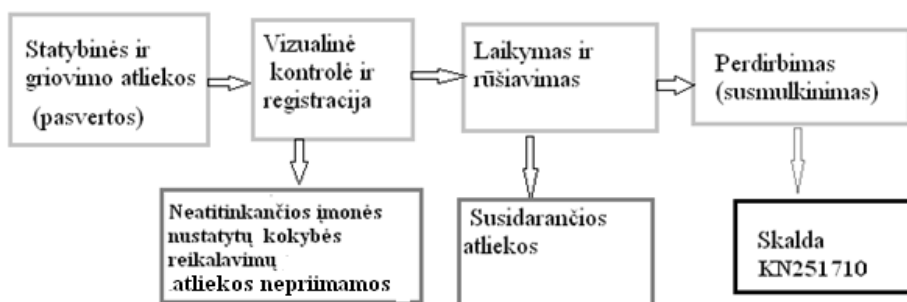 Statybinės ir
griovimo atliekos
(pasvertos)
Vizualinė
kontrolė ir
registracija
Laikymas ir
rūšiavimas
Perdirbimas
(susmulkinimas)
Neatitinkančios įmonės
nustatytų kokybės
reikalavimų
atliekos nepriimamos
Susidarančios
atliekos
Skalda
KN251710